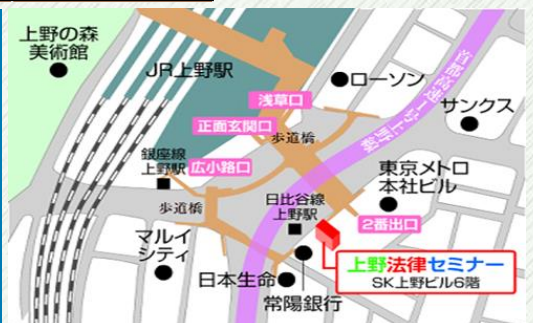 上野の森
美術館
JR上野駅
ローソン
浅草口
サンクス
正面玄関口
歩道橋
首都高速1号上野線
銀座線
上野駅
広小路口
東京メトロ
本社ビル
歩道橋
日比谷線
上野駅
2番出口
マルイ
シティ
上野法律セミナー
SK上野ビル6階
日本生命
常陽銀行